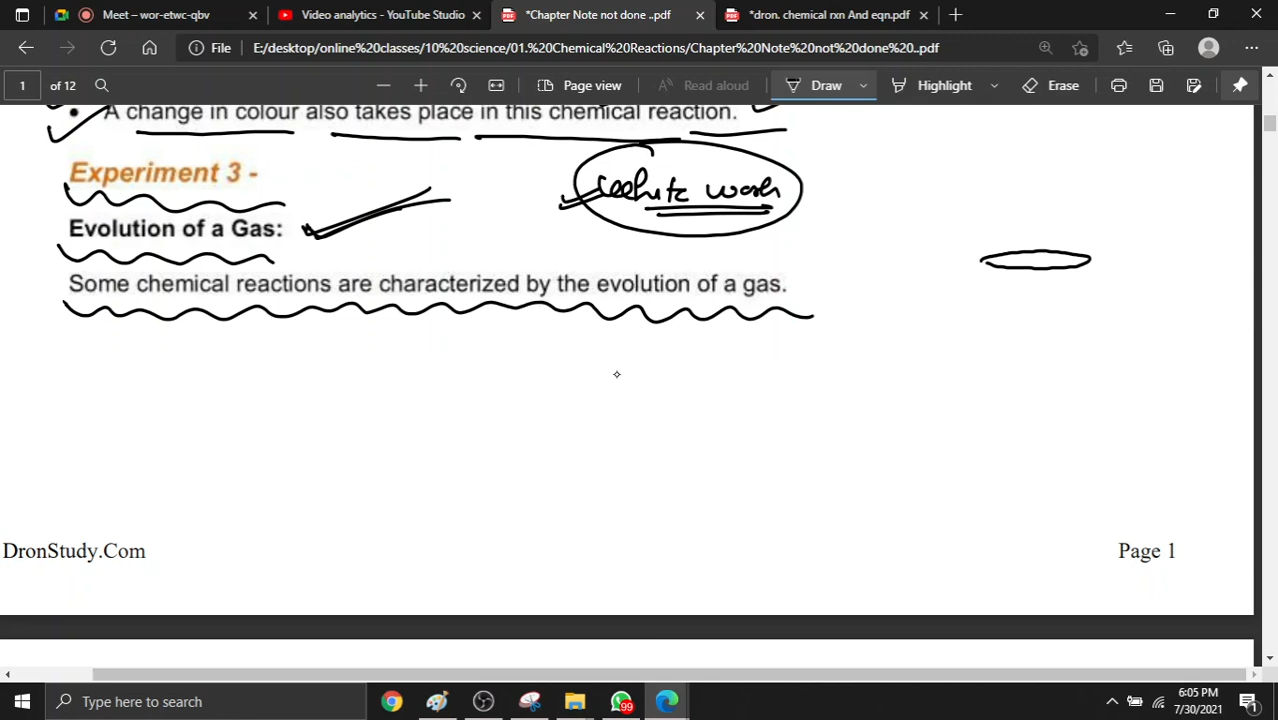 Meet – wor-etwc-qbv
Video analytics - YouTube Studio
*Chapter Note not done ..pdf
*dron. chemical rxn And eqn.pdf
File
E:/desktop/online%20classes/10%20science/01.%20Chemical%20Reactions/Chapter%20Note%20not%20done%20..pdf
1 of 12
Page view
Read aloud
Draw
Highlight
Erase
• A change in colour also takes place in this chemical reaction.
Experiment 3 -
white wash
Evolution of a Gas:
Some chemical reactions are characterized by the evolution of a gas.
DronStudy.Com
Page 1
Type here to search
99
6:05 PM
7/30/2021
1